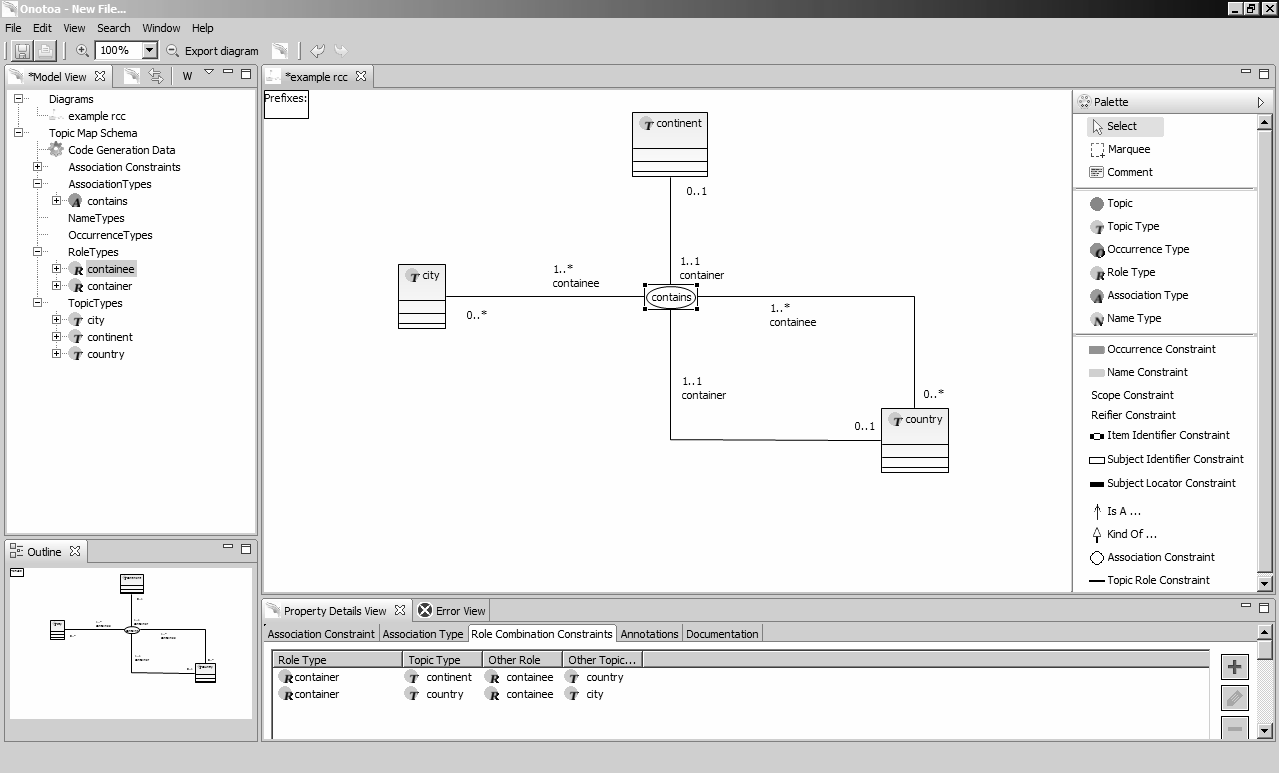 Onotoa - New File...
File Edit View Search Window Help
100% Export diagram
*Model View W
Diagrams
example rcc
Topic Map Schema
Code Generation Data
Association Constraints
AssociationTypes
A contains
NameTypes
OccurrenceTypes
RoleTypes
R containee
R container
TopicTypes
T city
T continent
T country
Outline
*example rcc
Prefixes:
T continent
0..1
1..1
container
T city
1..*
containee
0..*
contains
1..*
containee
1..1
container
0..*
0..1
T country
Palette
Select
Marquee
Comment
Topic
T Topic Type
O Occurrence Type
R Role Type
A Association Type
N Name Type
Occurrence Constraint
Name Constraint
Scope Constraint
Reifier Constraint
Item Identifier Constraint
Subject Identifier Constraint
Subject Locator Constraint
Is A ...
Kind Of ...
Association Constraint
Topic Role Constraint
Property Details View Error View
Association Constraint Association Type Role Combination Constraints Annotations Documentation
Role Type Topic Type Other Role Other Topic...
R container T continent R containee T country
R container T country R containee T city